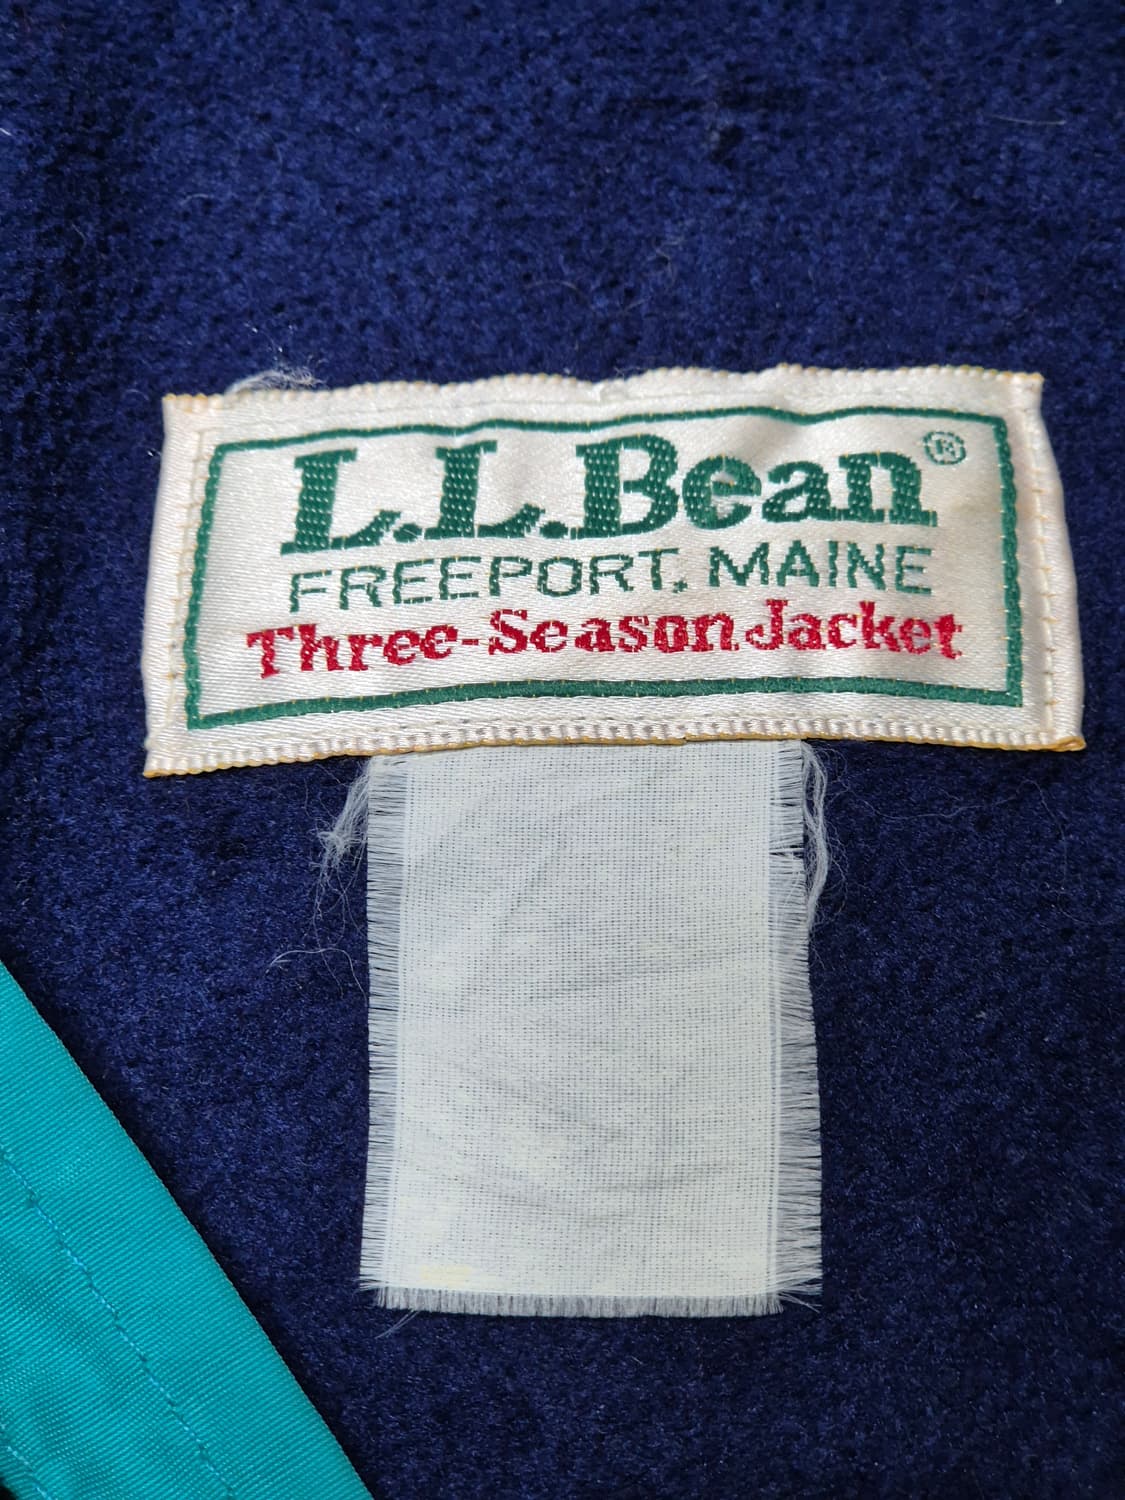 L.L.Bean®
FREEPORT, MAINE
Three-Season Jacket